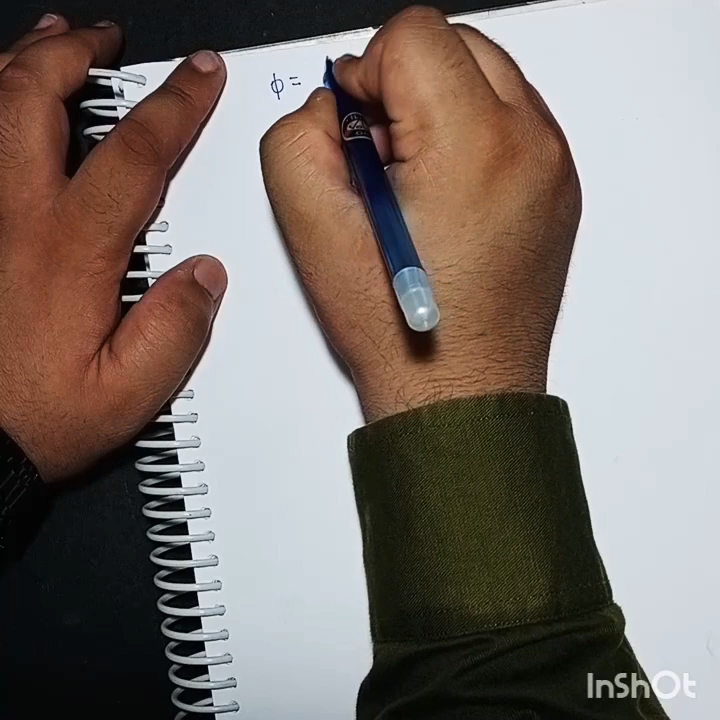 ϕ =
InShOt